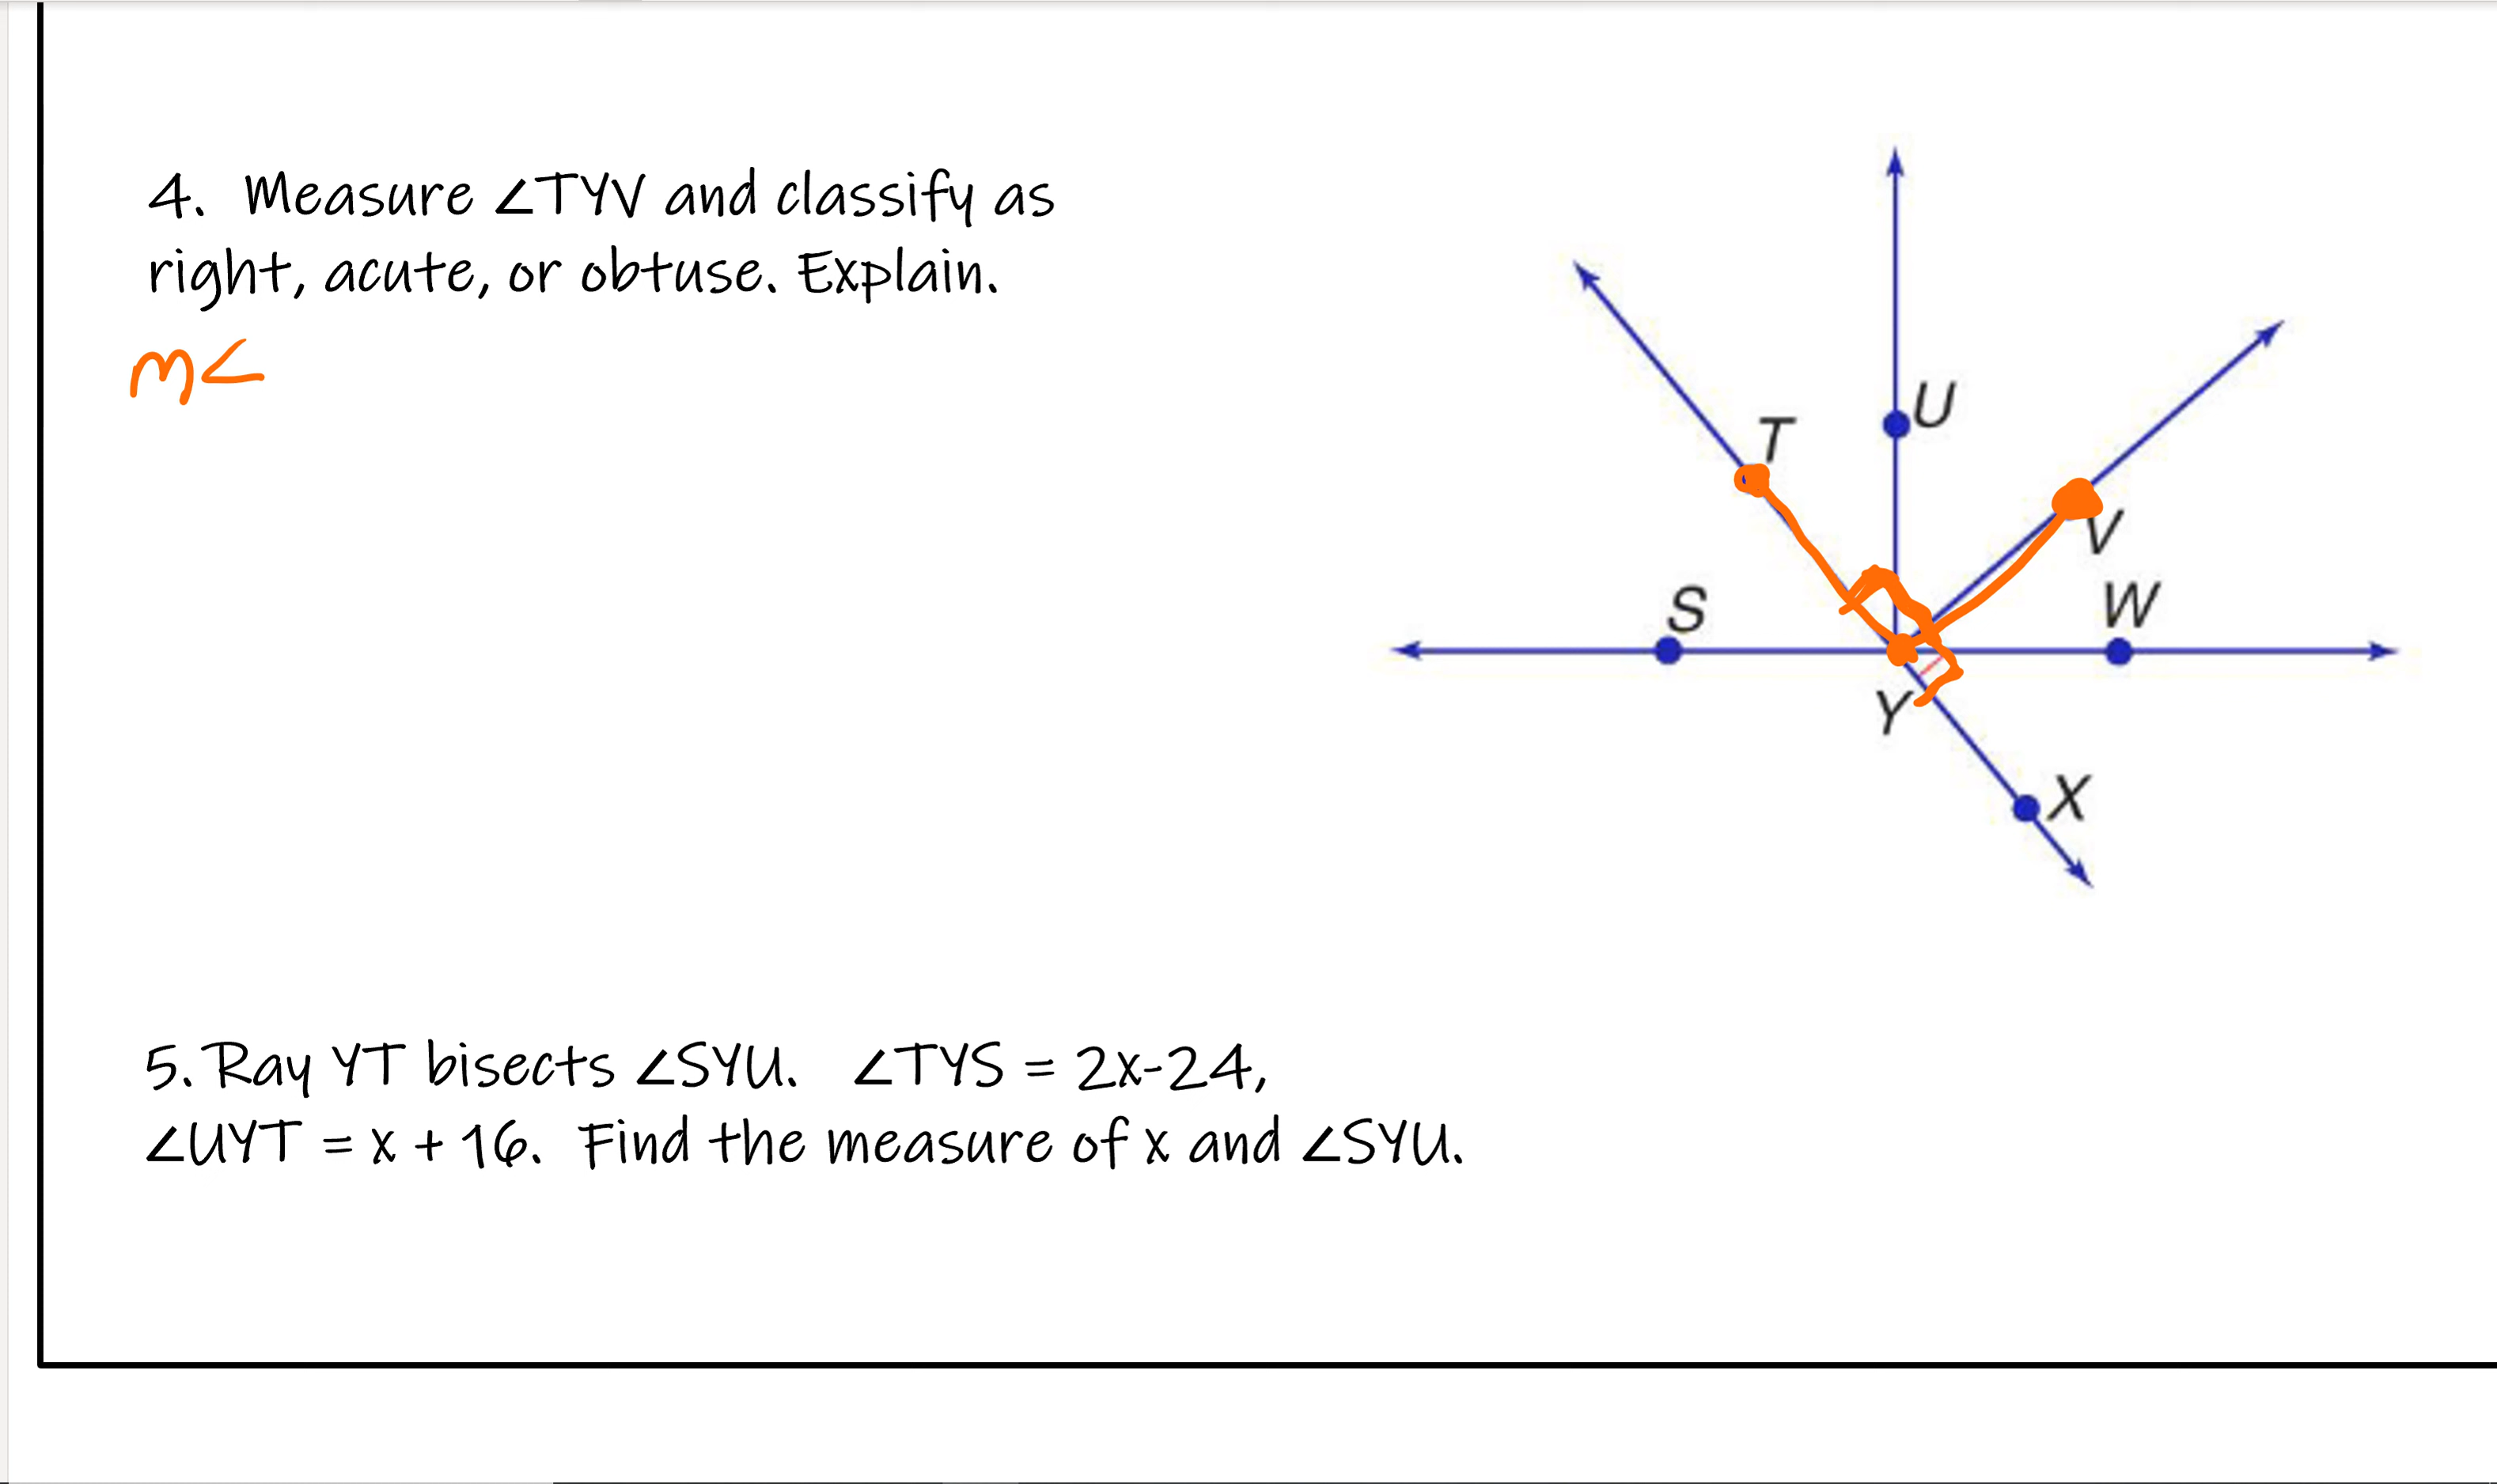 4. Measure ∠TYV and classify as
right, acute, or obtuse. Explain.
m∠
U
T
V
S
W
Y
X
5. Ray YT bisects ∠SYU. ∠TYS = 2x-24,
∠UYT = x + 16. Find the measure of x and ∠SYU.